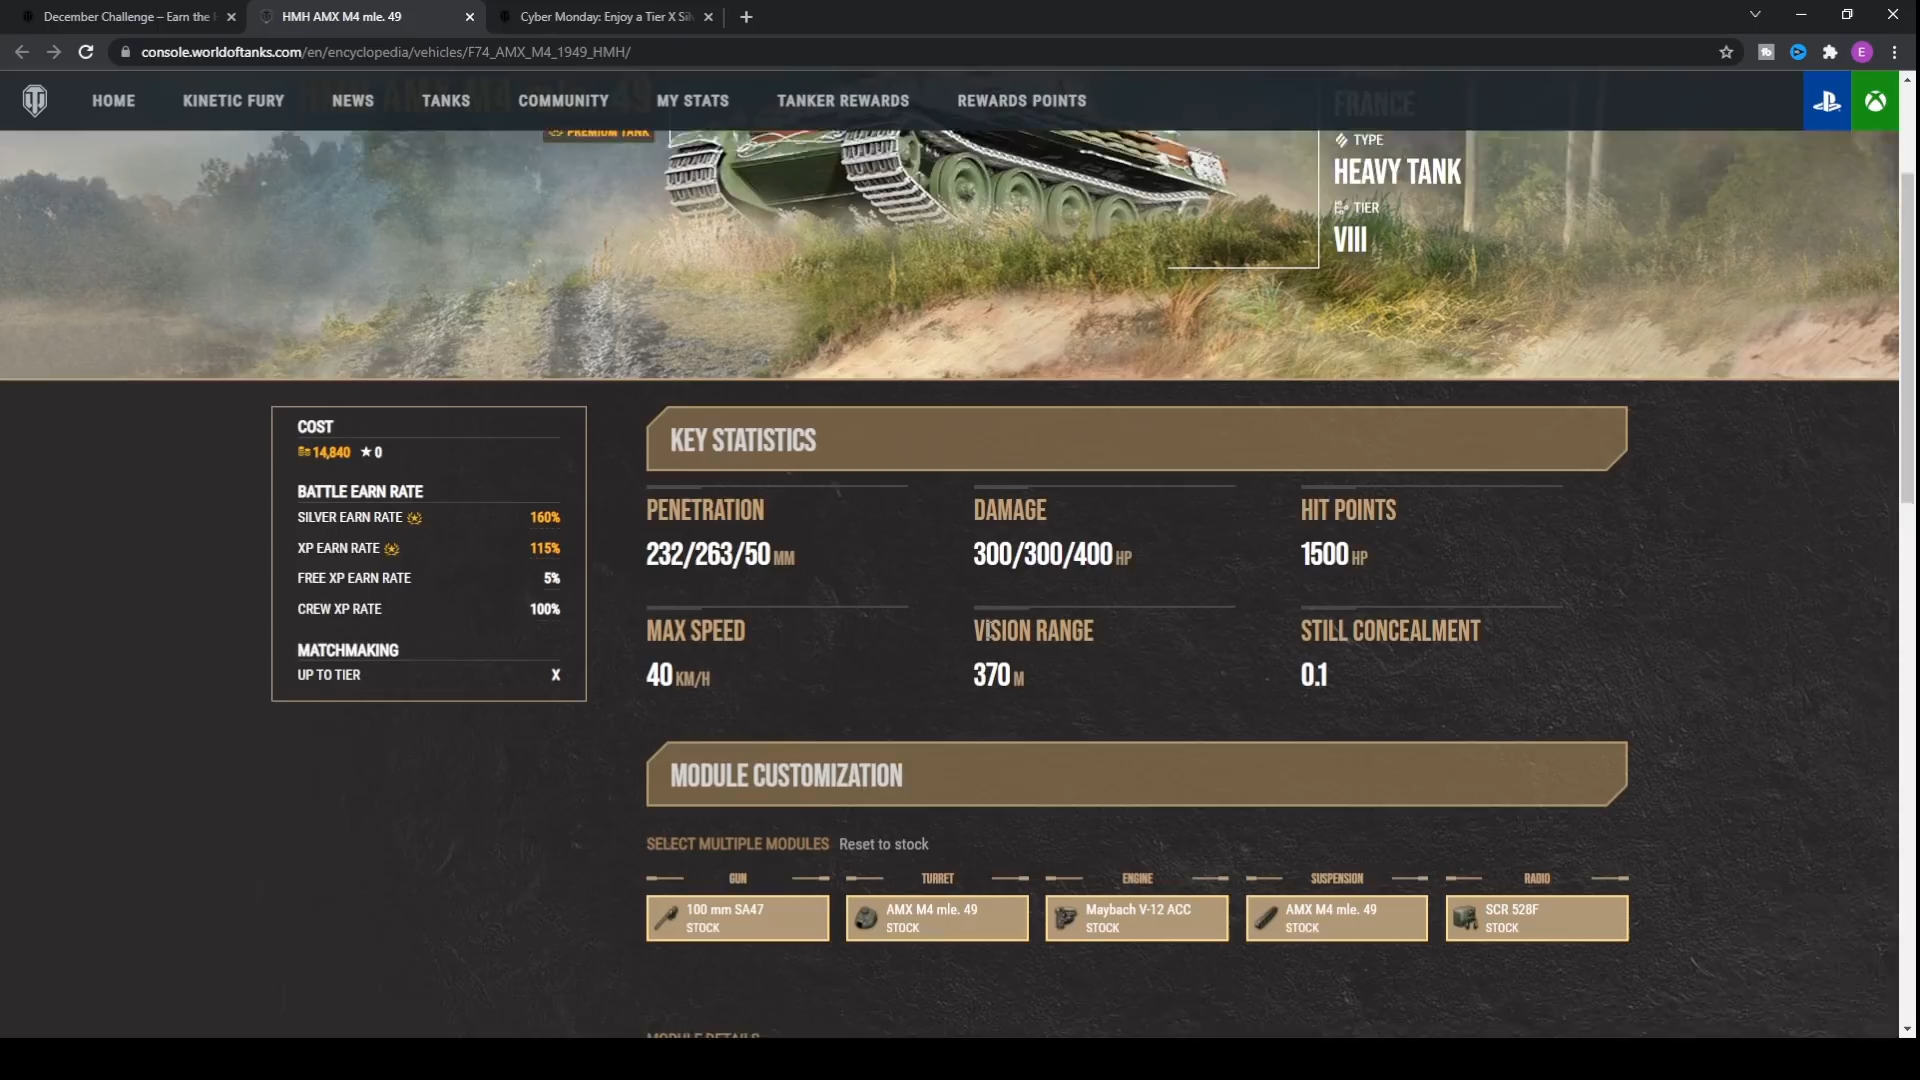 December Challenge – Earn the
HMH AMX M4 mle. 49
Cyber Monday: Enjoy a Tier X Sil
console.worldoftanks.com/en/encyclopedia/vehicles/F74_AMX_M4_1949_HMH/
E
HOME
KINETIC FURY
NEWS
TANKS
COMMUNITY
MY STATS
TANKER REWARDS
REWARDS POINTS
PREMIUM TANK
FRANCE
TYPE
HEAVY TANK
TIER
VIII
COST
14,840 ★ 0
BATTLE EARN RATE
SILVER EARN RATE 160%
XP EARN RATE 115%
FREE XP EARN RATE 5%
CREW XP RATE 100%
MATCHMAKING
UP TO TIER X
KEY STATISTICS
PENETRATION
232/263/50 MM
DAMAGE
300/300/400 HP
HIT POINTS
1500 HP
MAX SPEED
40 KM/H
VISION RANGE
370 M
STILL CONCEALMENT
0.1
MODULE CUSTOMIZATION
SELECT MULTIPLE MODULES Reset to stock
GUN
100 mm SA47
STOCK
TURRET
AMX M4 mle. 49
STOCK
ENGINE
Maybach V-12 ACC
STOCK
SUSPENSION
AMX M4 mle. 49
STOCK
RADIO
SCR 528F
STOCK
MODULE DETAILS